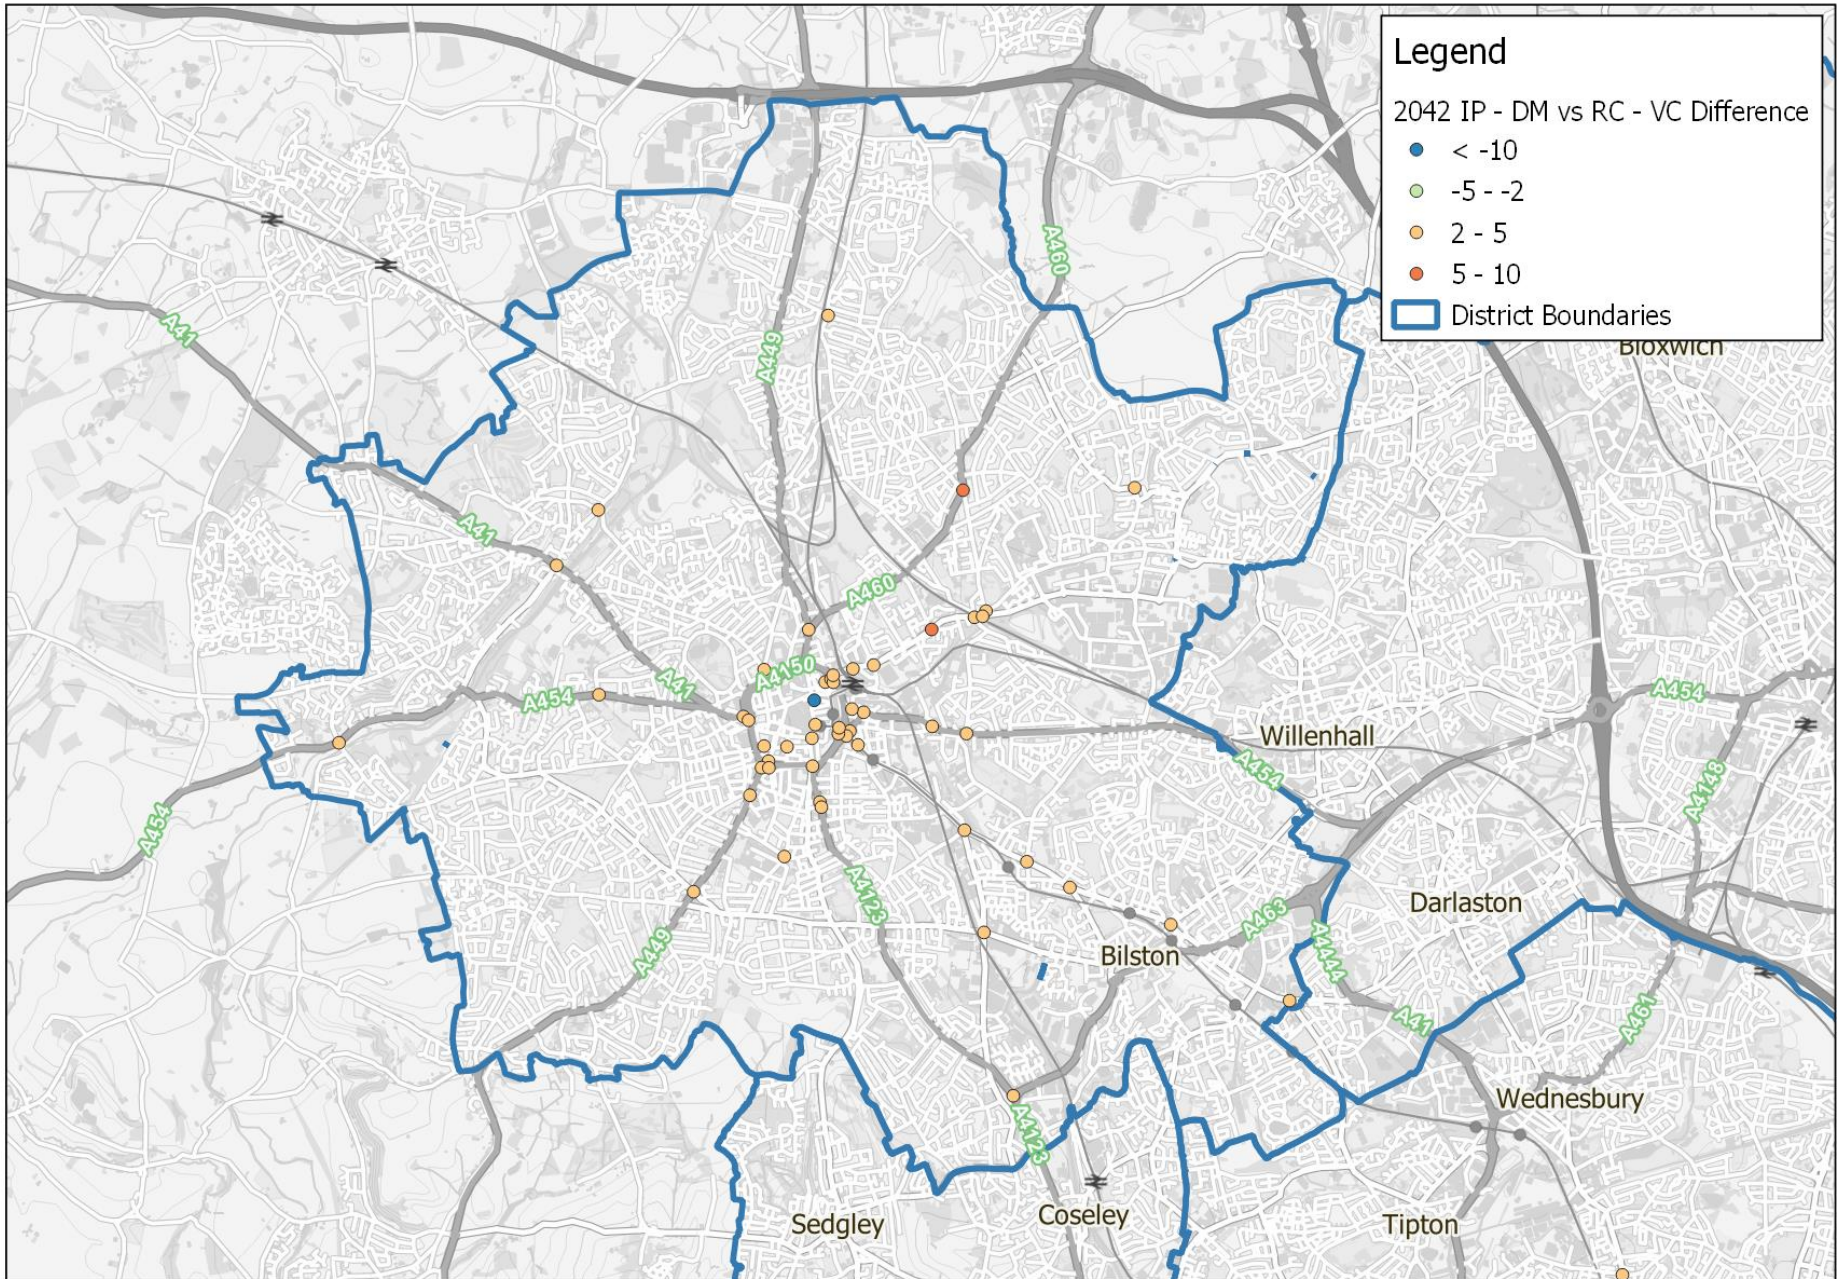 Legend
2042 IP - DM vs RC - VC Difference
< -10
-5 - -2
2 - 5
5 - 10
District Boundaries
A460
A41
A449
Bloxwich
A41
A460
A4150
A41
A454
A454
Willenhall
A454
A4148
A454
A4123
A463
Darlaston
A449
A4444
Bilston
A41
A461
Wednesbury
A4123
Sedgley
Coseley
Tipton